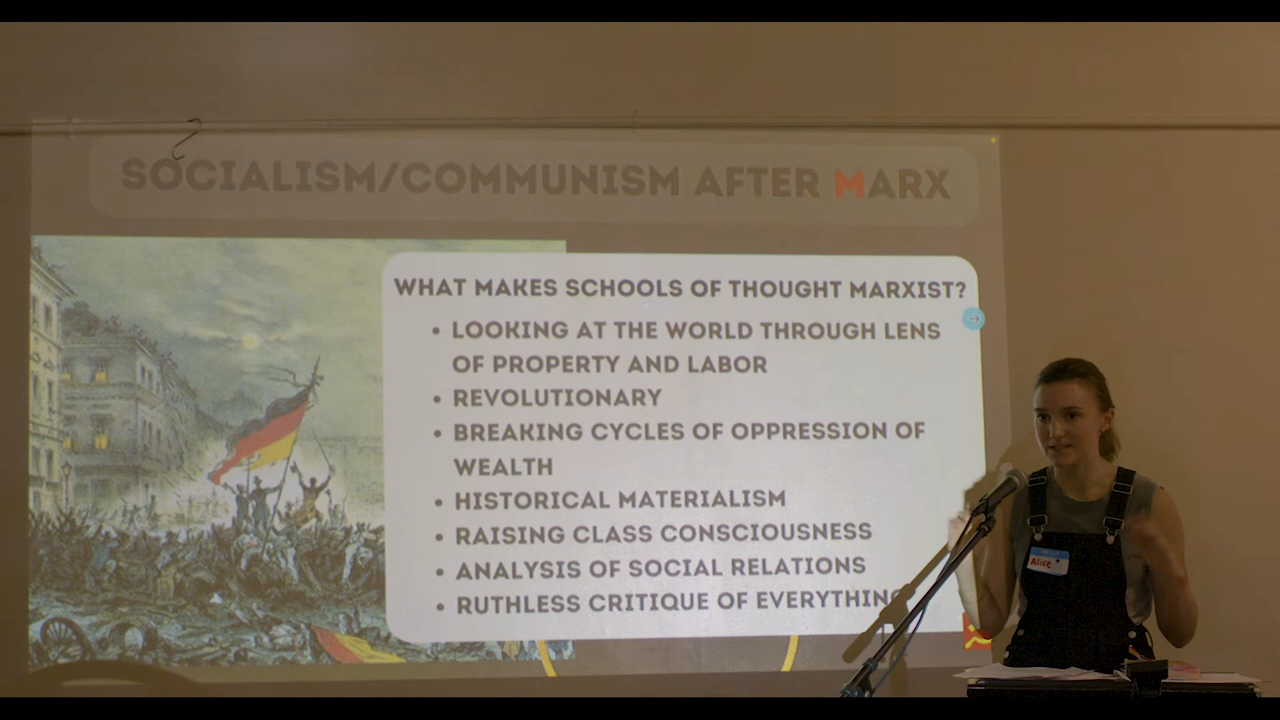 SOCIALISM/COMMUNISM AFTER MARX
WHAT MAKES SCHOOLS OF THOUGHT MARXIST?
• LOOKING AT THE WORLD THROUGH LENS
OF PROPERTY AND LABOR
• REVOLUTIONARY
• BREAKING CYCLES OF OPPRESSION OF
WEALTH
• HISTORICAL MATERIALISM
• RAISING CLASS CONSCIOUSNESS
• ANALYSIS OF SOCIAL RELATIONS
• RUTHLESS CRITIQUE OF EVERYTHING
Alice